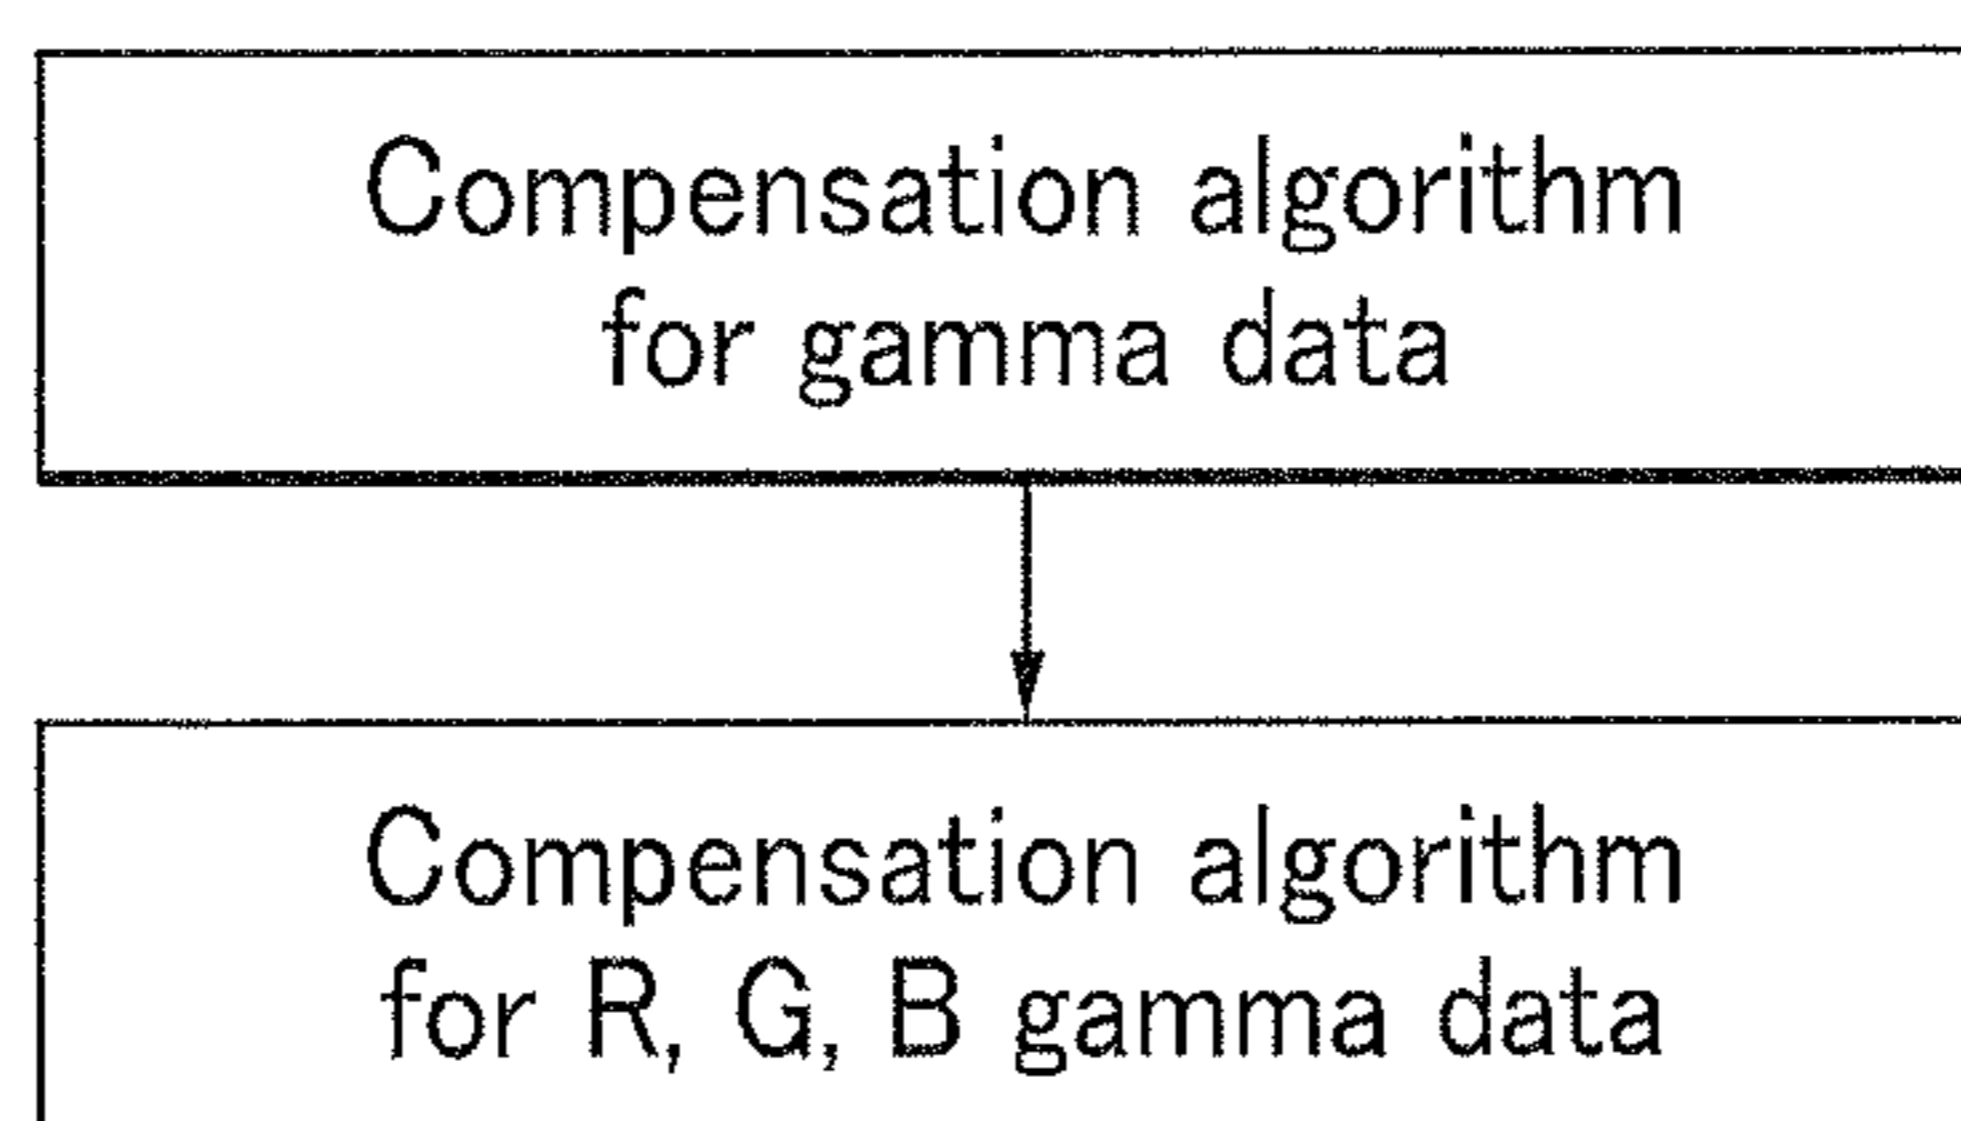 Compensation algorithm
for gamma data
Compensation algorithm
for R, G, B gamma data